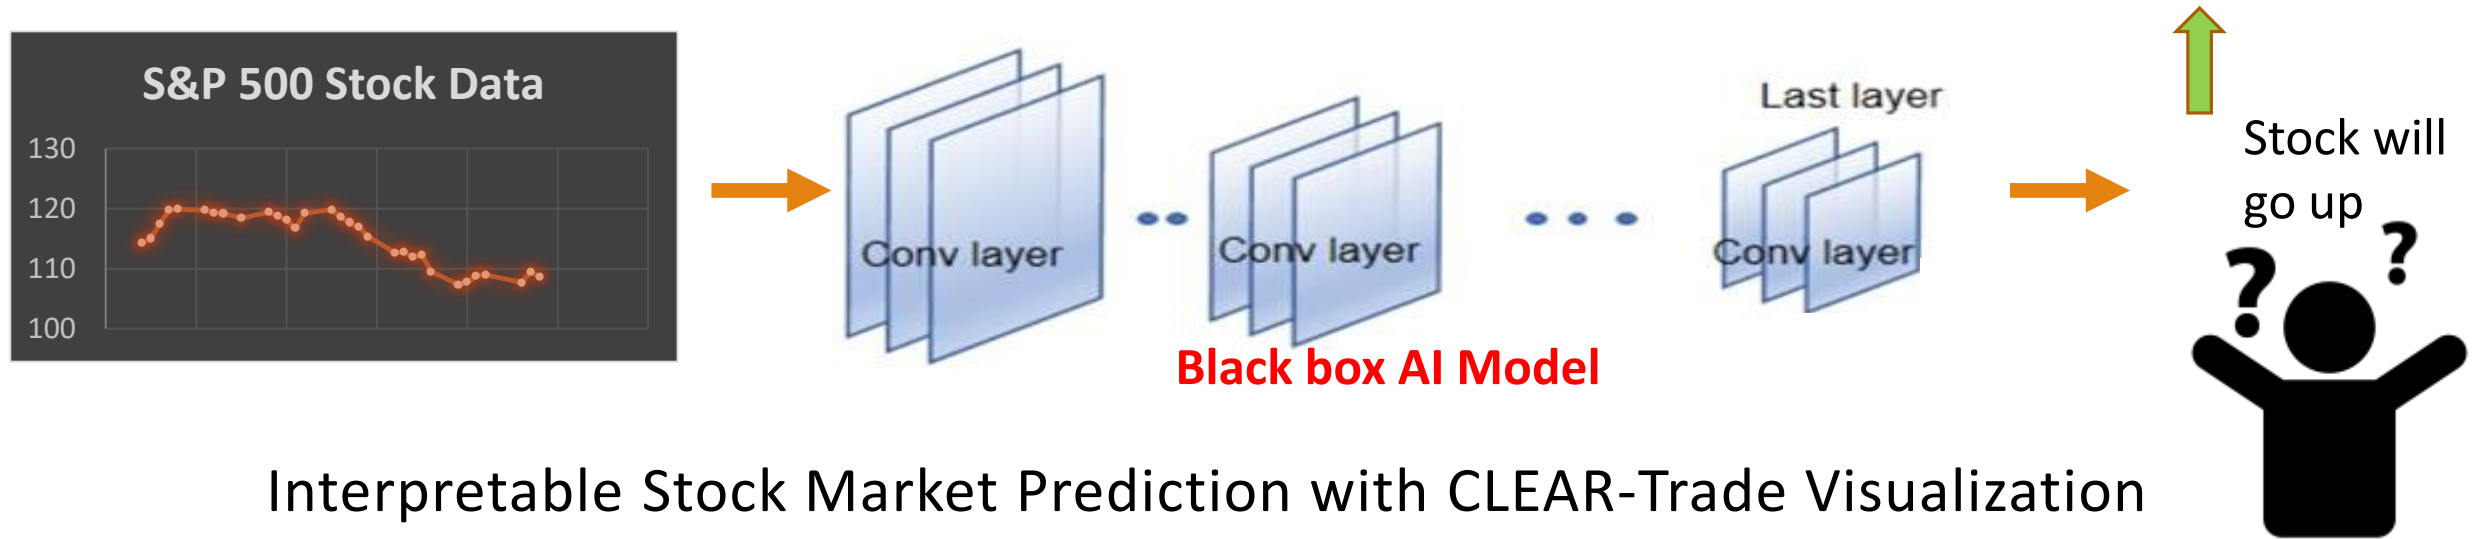 S&P 500 Stock Data
130
120
110
100
Conv layer
Conv layer
Last layer
Conv layer
Black box AI Model
Stock will
go up
? ?
Interpretable Stock Market Prediction with CLEAR-Trade Visualization